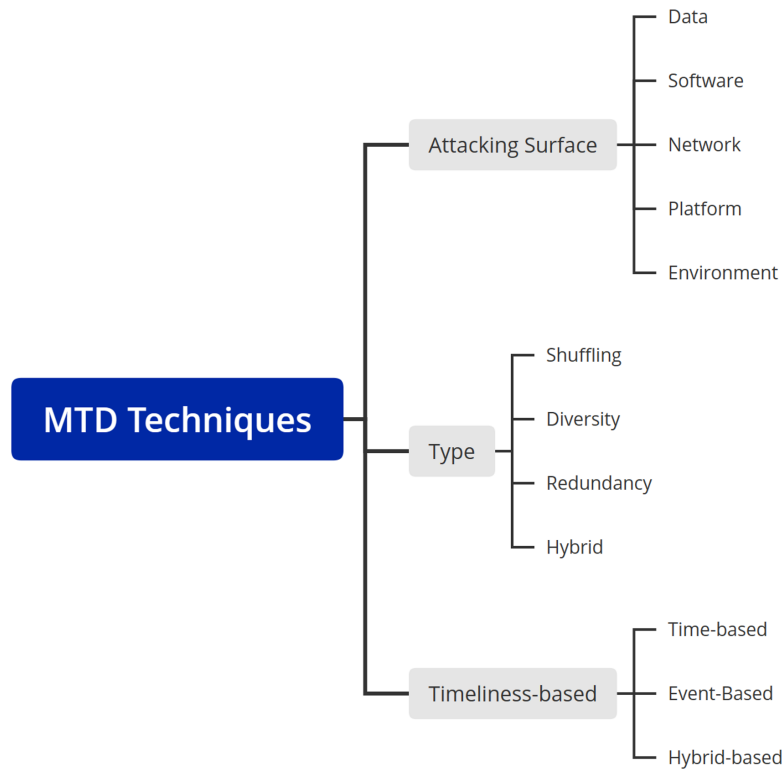 MTD Techniques
Attacking Surface
Data
Software
Network
Platform
Environment
Type
Shuffling
Diversity
Redundancy
Hybrid
Timeliness-based
Time-based
Event-Based
Hybrid-based